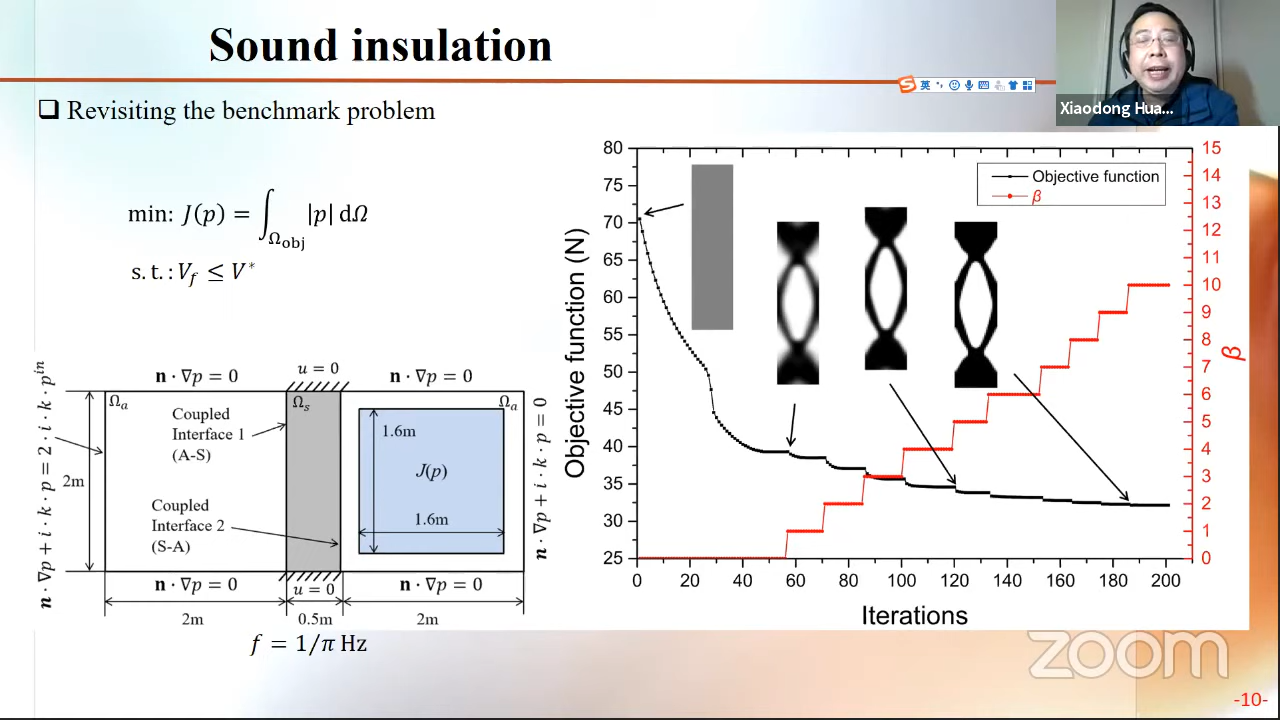 Sound insulation
英
Xiaodong Hua...
❑ Revisiting the benchmark problem
min: J(p) = ∫_Ω_obj |p| dΩ
s.t.: V_f ≤ V*
n · ∇p + i · k · p = 2 · i · k · p^in
n · ∇p = 0
u = 0
n · ∇p = 0
Ω_a
Ω_s
Ω_a
Coupled
Interface 1
(A-S)
1.6m
J(p)
2m
Coupled
Interface 2
(S-A)
1.6m
n · ∇p + i · k · p = 0
n · ∇p = 0
u = 0
n · ∇p = 0
2m
0.5m
2m
f = 1/π Hz
Objective function (N)
80
75
70
65
60
55
50
45
40
35
30
25
Objective function
β
15
14
13
12
11
10
9
8
7
6
5
4
3
2
1
0
β
0 20 40 60 80 100 120 140 160 180 200
Iterations
zoom
-10-